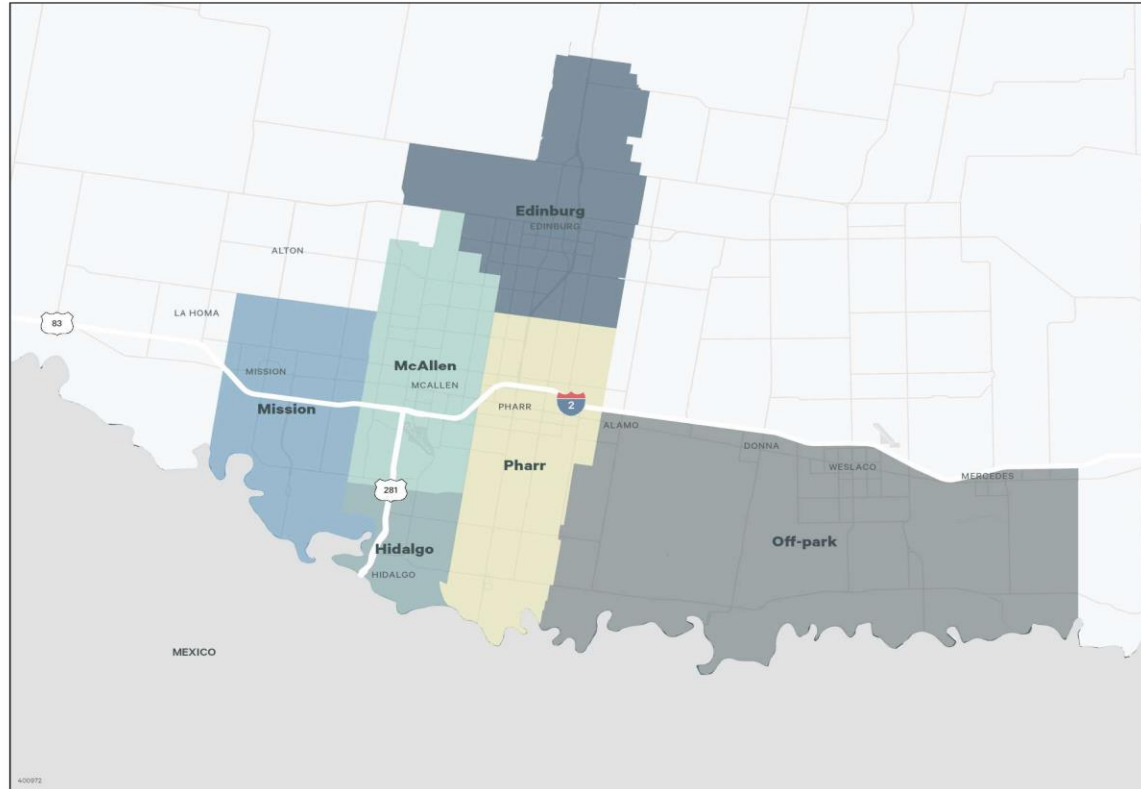 Edinburg
EDINBURG
ALTON
LA HOMA
83
McAllen
MISSION
MCALLEN
Mission
PHARR
2
ALAMO
DONNA
Pharr
WESLACO
MERCEDES
281
Off-park
Hidalgo
HIDALGO
MEXICO
400972